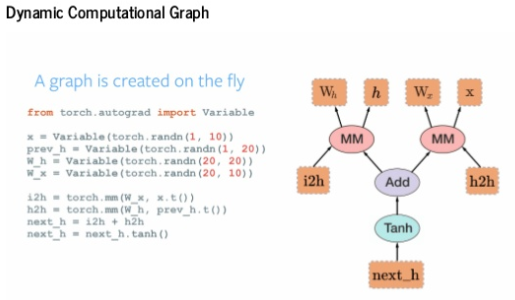 Dynamic Computational Graph
A graph is created on the fly
from torch.autograd import Variable
x = Variable(torch.randn(1, 10))
prev_h = Variable(torch.randn(1, 20))
W_h = Variable(torch.randn(20, 20))
W_x = Variable(torch.randn(20, 10))
i2h = torch.mm(W_x, x.t())
h2h = torch.mm(W_h, prev_h.t())
next_h = i2h + h2h
next_h = next_h.tanh()
Wh h Wx x
MM MM
i2h Add h2h
Tanh
next_h